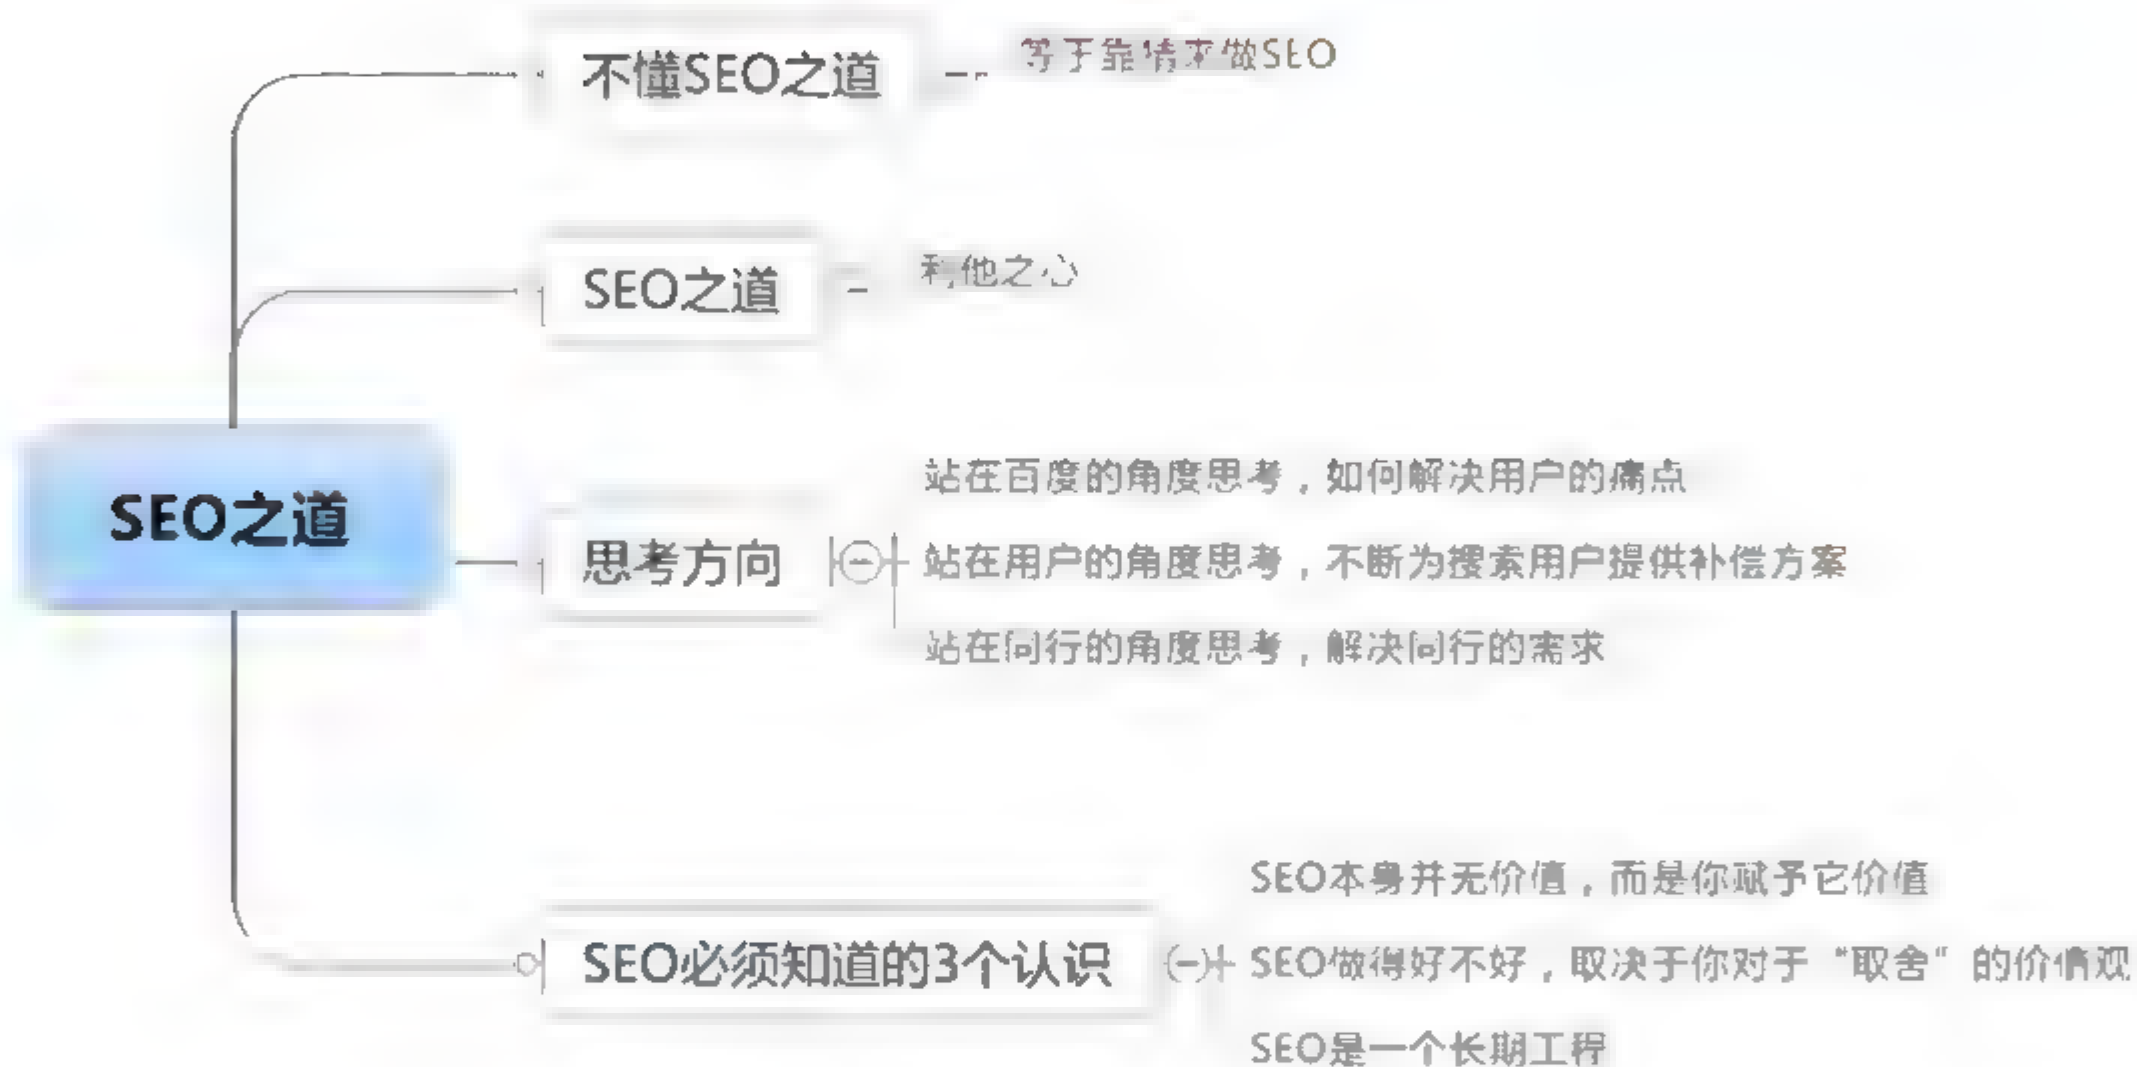 不懂SEO之道
等于靠猜来做SEO
SEO之道
利他之心
SEO之道
思考方向
站在百度的角度思考，如何解决用户的痛点
站在用户的角度思考，不断为搜索用户提供补偿方案
站在同行的角度思考，解决同行的需求
SEO必须知道的3个认识
SEO本身并无价值，而是你赋予它价值
SEO做得好不好，取决于你对于“取舍”的价值观
SEO是一个长期工程